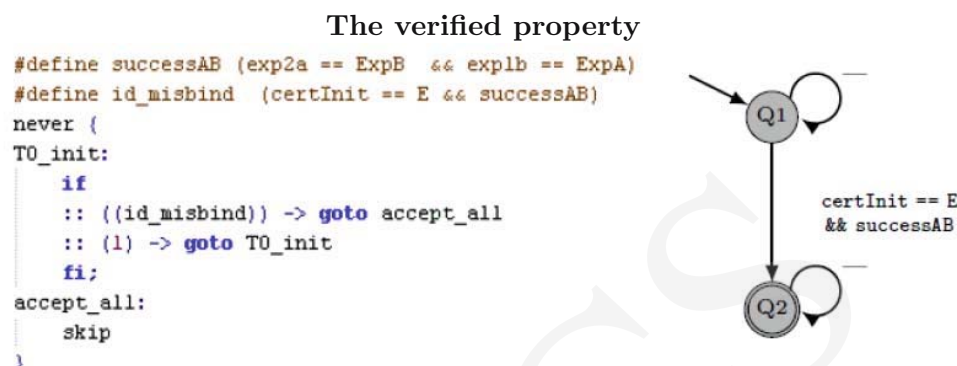 The verified property
#define successAB (exp2a == ExpB && exp1b == ExpA)
#define id_misbind (certInit == E && successAB)
never {
T0_init:
if
:: ((id_misbind)) -> goto accept_all
:: (1) -> goto T0_init
fi;
accept_all:
skip
}
Q1
certInit == E
&& successAB
Q2